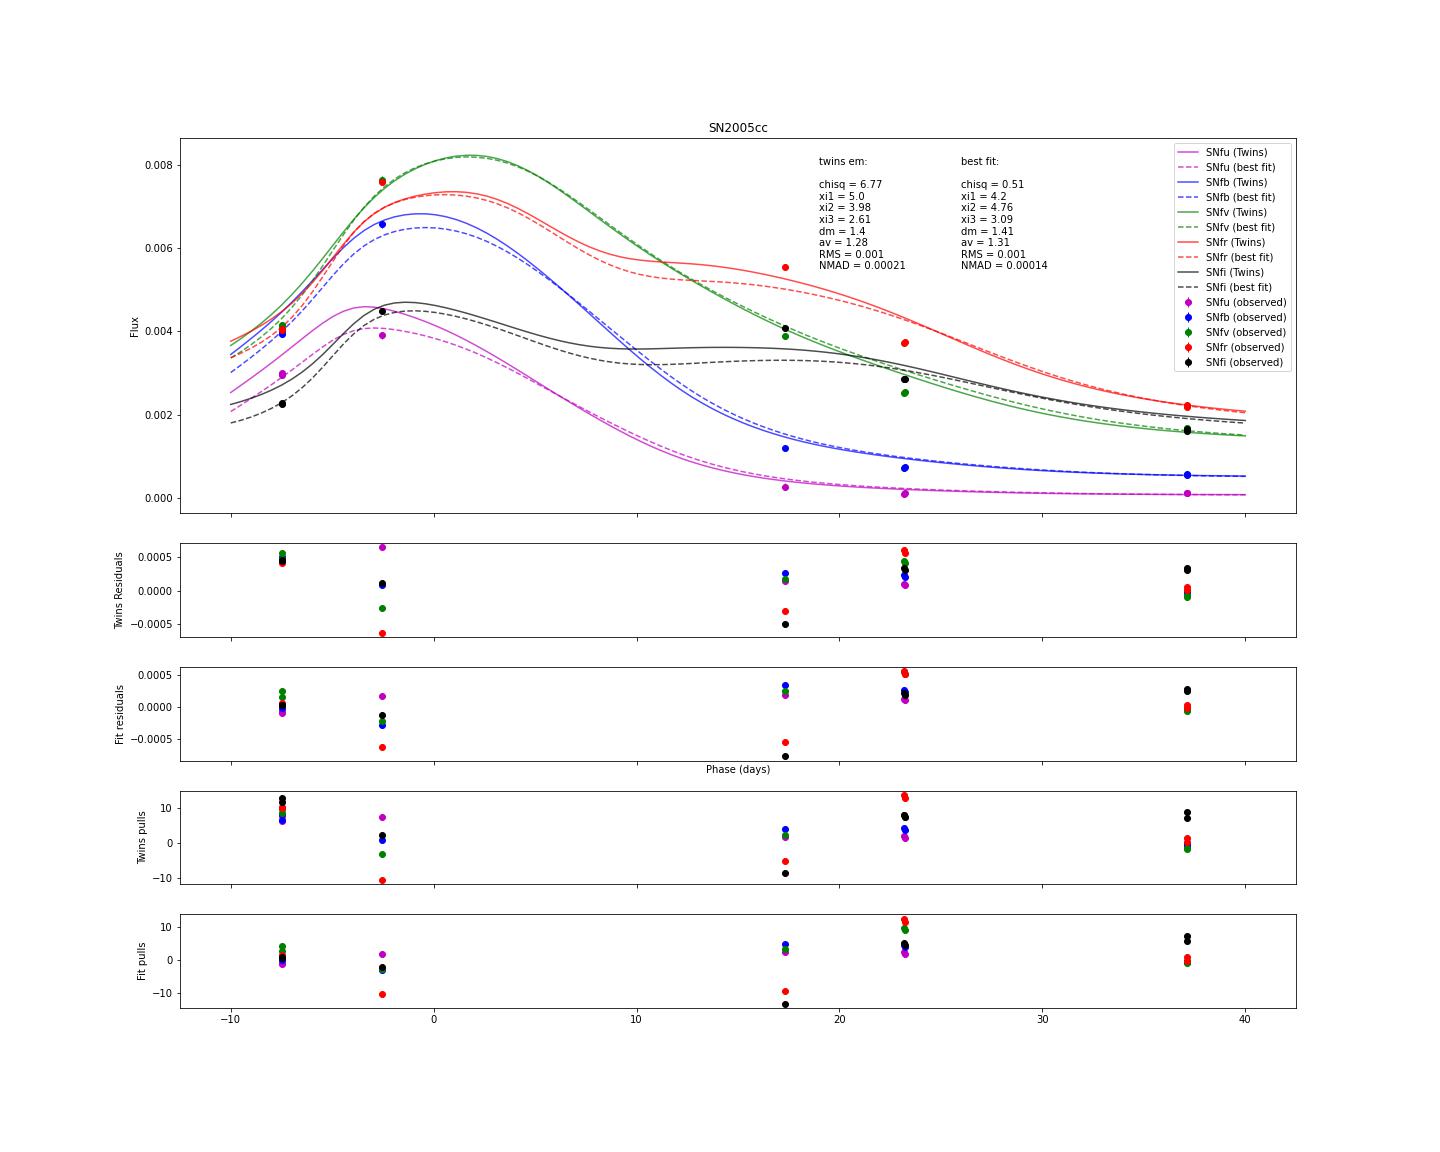 SN2005cc
0.008
0.006
0.004
0.002
0.000
Flux
twins em:
chisq = 6.77
xi1 = 5.0
xi2 = 3.98
xi3 = 2.61
dm = 1.4
av = 1.28
RMS = 0.001
NMAD = 0.00021
best fit:
chisq = 0.51
xi1 = 4.2
xi2 = 4.76
xi3 = 3.09
dm = 1.41
av = 1.31
RMS = 0.001
NMAD = 0.00014
SNfu (Twins)
SNfu (best fit)
SNfb (Twins)
SNfb (best fit)
SNfv (Twins)
SNfv (best fit)
SNfr (Twins)
SNfr (best fit)
SNfi (Twins)
SNfi (best fit)
SNfu (observed)
SNfb (observed)
SNfv (observed)
SNfr (observed)
SNfi (observed)
0.0005
0.0000
−0.0005
Twins Residuals
0.0005
0.0000
−0.0005
Fit residuals
Phase (days)
10
0
−10
Twins pulls
10
0
−10
Fit pulls
−10 0 10 20 30 40